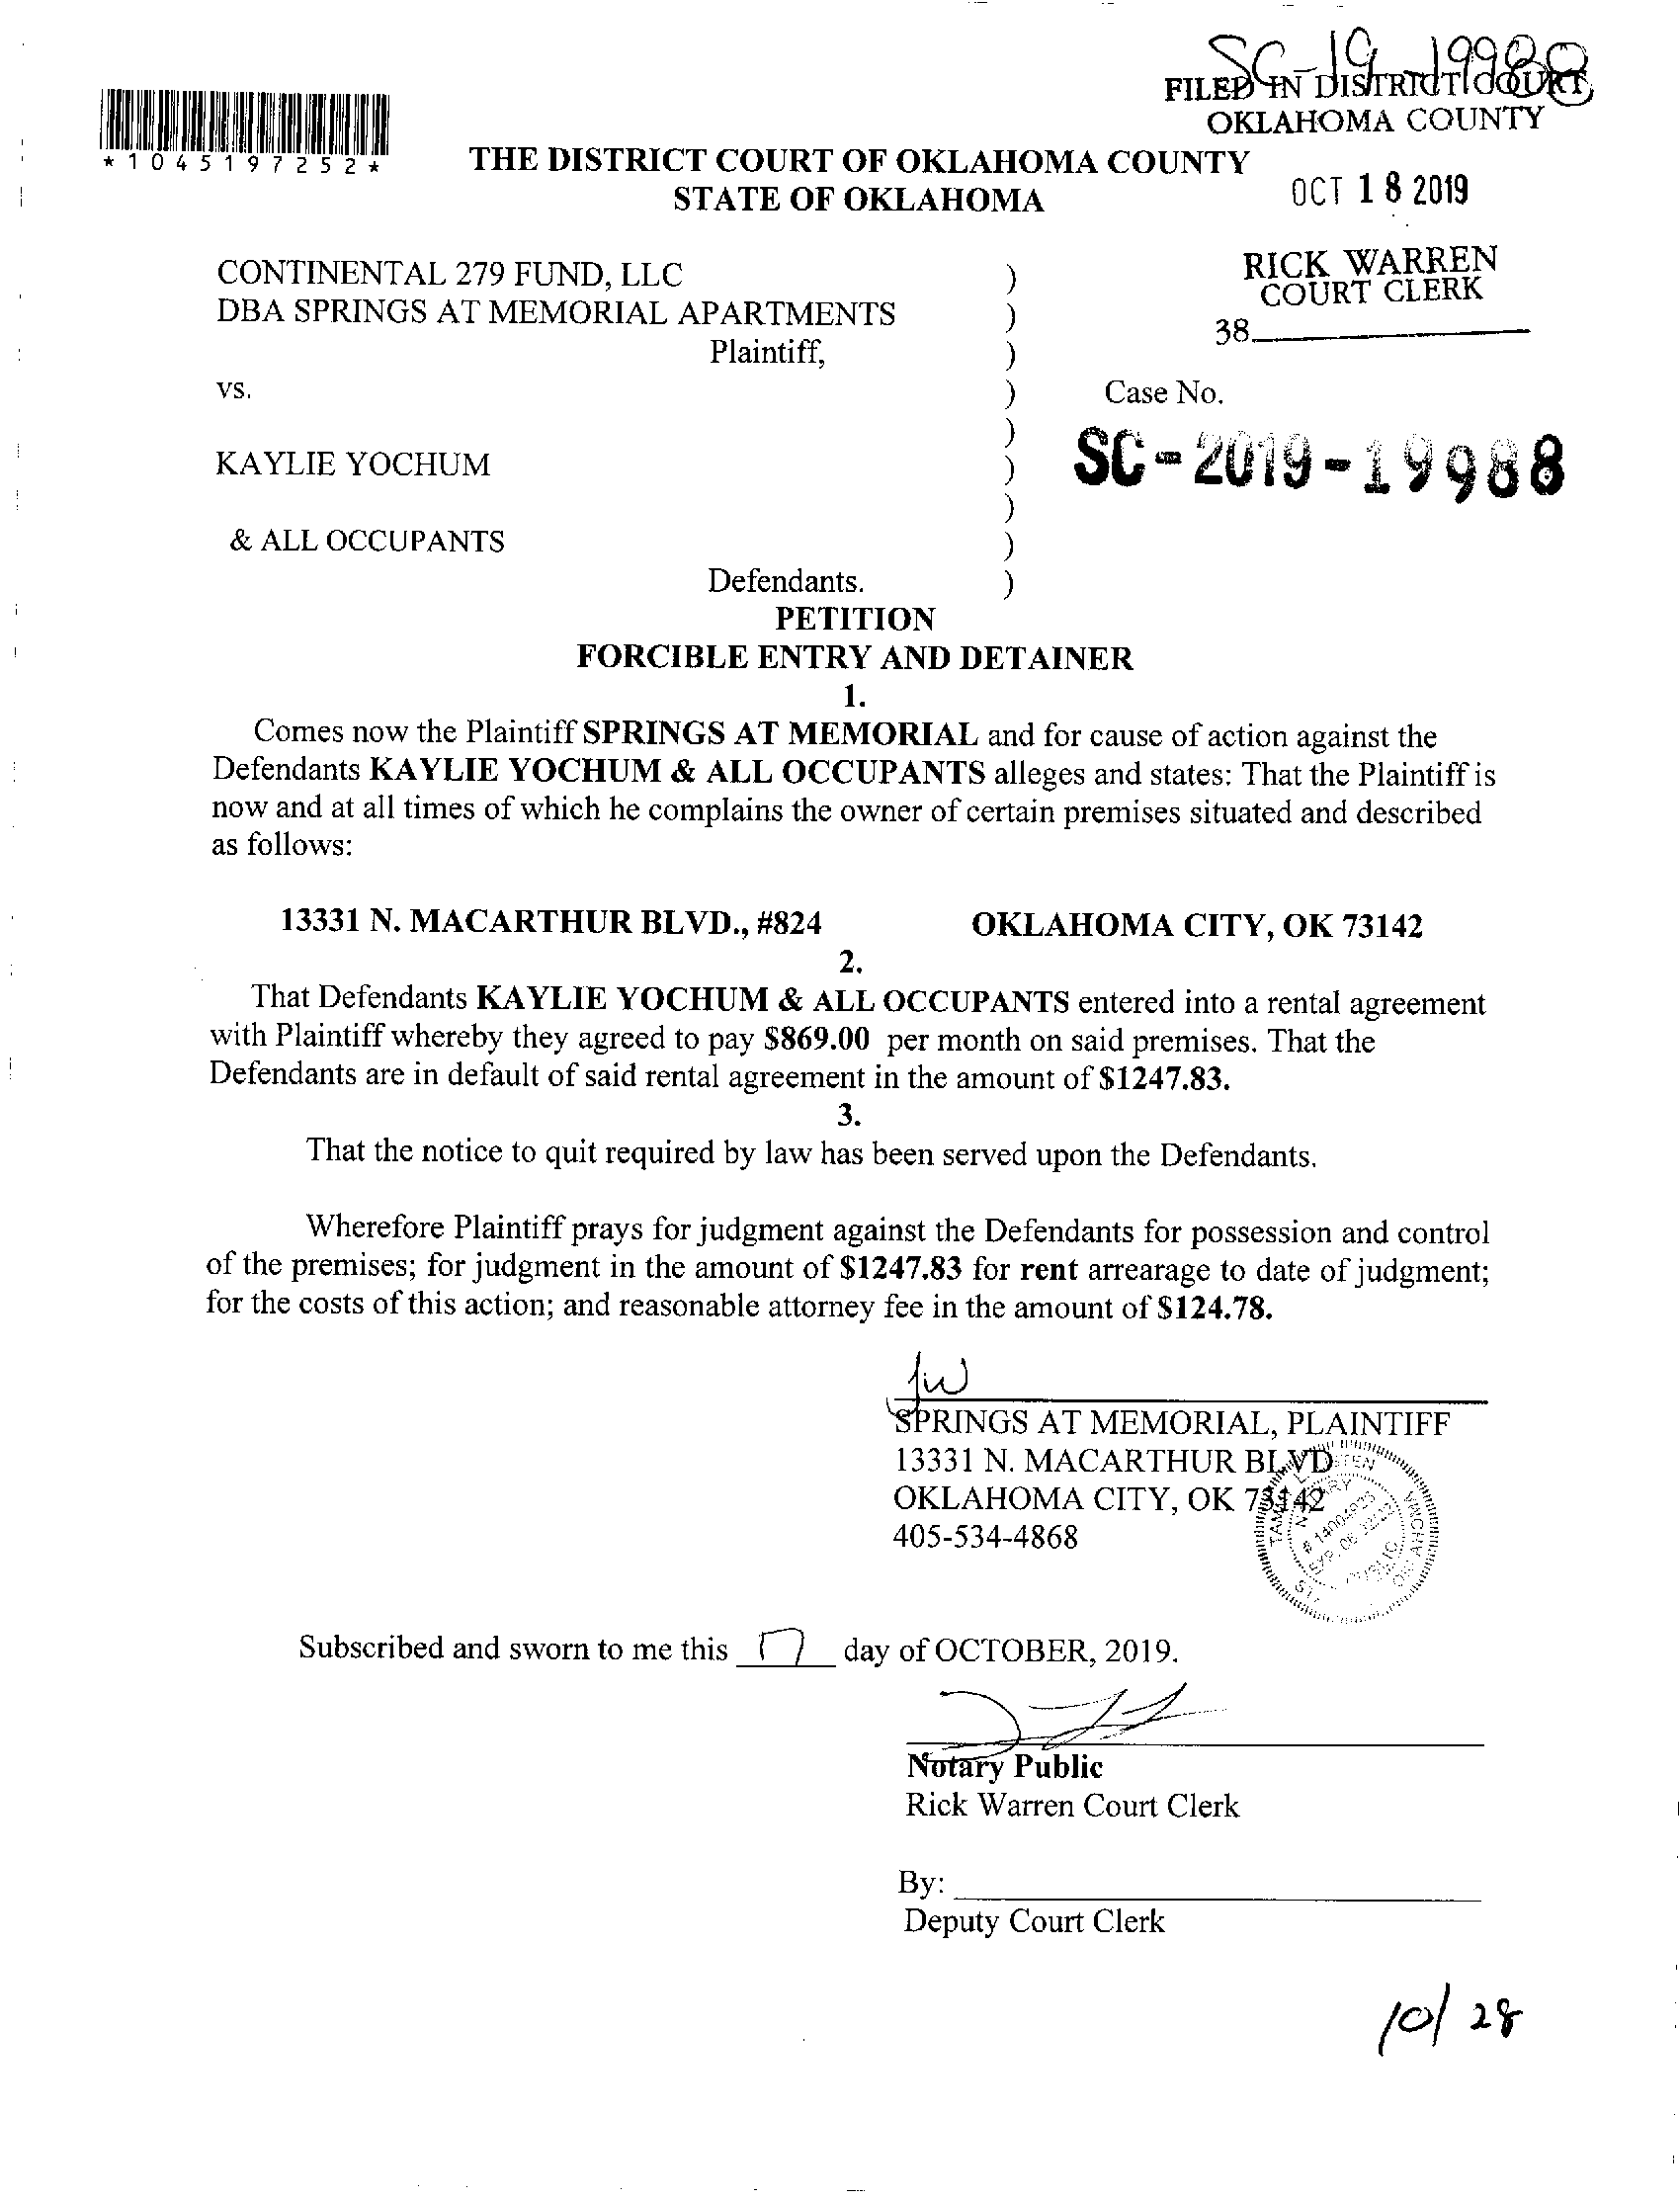 SC-19-19988
FILED IN DISTRICT COURT
OKLAHOMA COUNTY
*1045197252*
THE DISTRICT COURT OF OKLAHOMA COUNTY
STATE OF OKLAHOMA
OCT 18 2019
RICK WARREN
COURT CLERK
38
CONTINENTAL 279 FUND, LLC )
DBA SPRINGS AT MEMORIAL APARTMENTS )
Plaintiff, )
vs. ) Case No.
)
KAYLIE YOCHUM ) SC-2019-19988
)
& ALL OCCUPANTS )
Defendants. )
PETITION
FORCIBLE ENTRY AND DETAINER
1.
Comes now the Plaintiff SPRINGS AT MEMORIAL and for cause of action against the
Defendants KAYLIE YOCHUM & ALL OCCUPANTS alleges and states: That the Plaintiff is
now and at all times of which he complains the owner of certain premises situated and described
as follows:
13331 N. MACARTHUR BLVD., #824 OKLAHOMA CITY, OK 73142
2.
That Defendants KAYLIE YOCHUM & ALL OCCUPANTS entered into a rental agreement
with Plaintiff whereby they agreed to pay $869.00 per month on said premises. That the
Defendants are in default of said rental agreement in the amount of $1247.83.
3.
That the notice to quit required by law has been served upon the Defendants.
Wherefore Plaintiff prays for judgment against the Defendants for possession and control
of the premises; for judgment in the amount of $1247.83 for rent arrearage to date of judgment;
for the costs of this action; and reasonable attorney fee in the amount of $124.78.
SPRINGS AT MEMORIAL, PLAINTIFF
13331 N. MACARTHUR BLVD
OKLAHOMA CITY, OK 73142
405-534-4868
NOTARY
# 14004925
EXP.
PUBLIC
OKLAHOMA
Subscribed and sworn to me this 17 day of OCTOBER, 2019.
Notary Public
Rick Warren Court Clerk
By:
Deputy Court Clerk
10/28